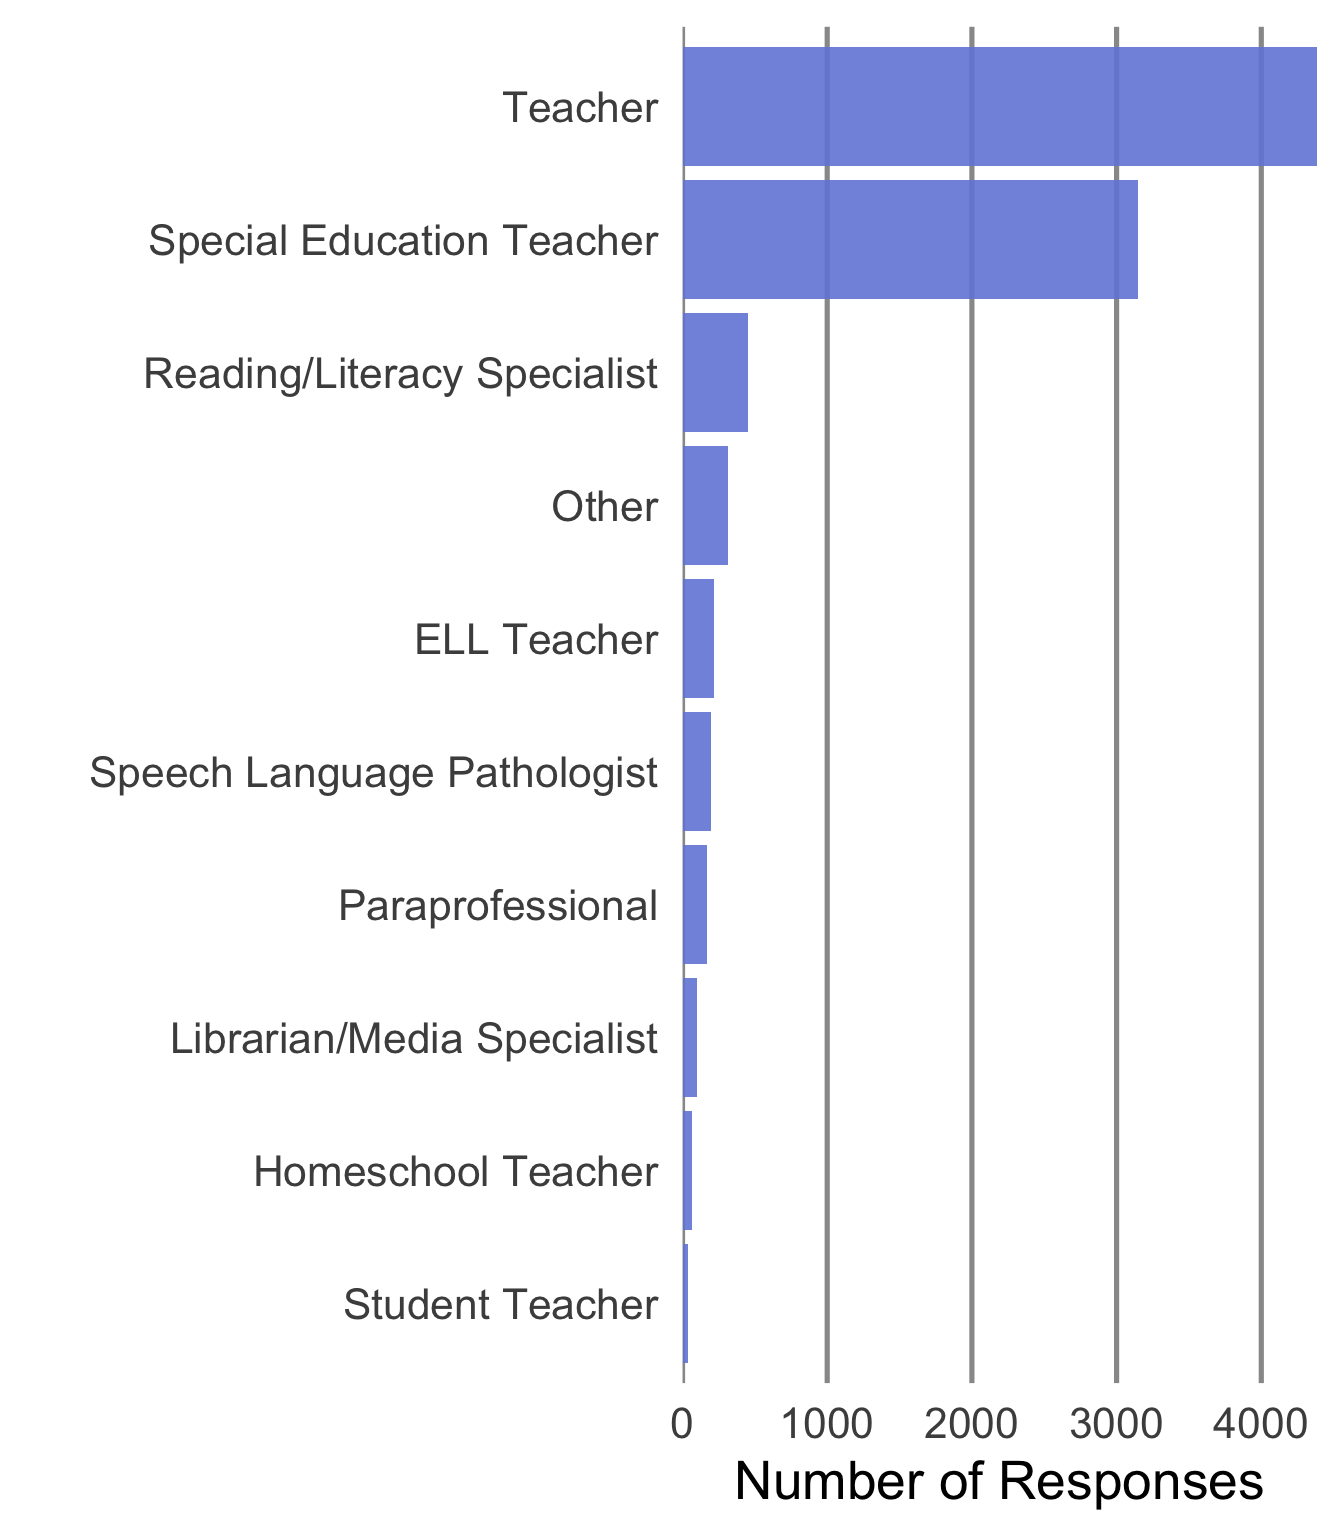 Teacher
Special Education Teacher
Reading/Literacy Specialist
Other
ELL Teacher
Speech Language Pathologist
Paraprofessional
Librarian/Media Specialist
Homeschool Teacher
Student Teacher
0 1000 2000 3000 4000
Number of Responses